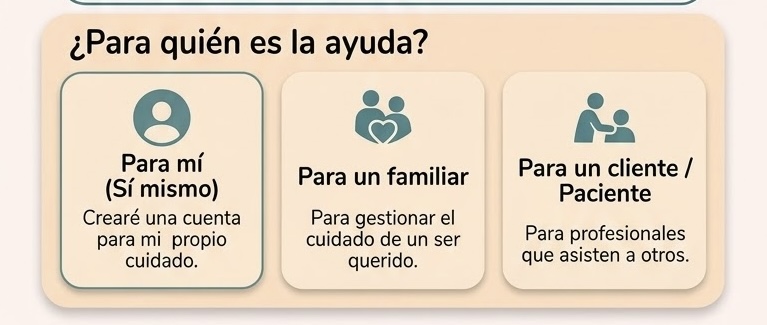 ¿Para quién es la ayuda?
Para mí
(Sí mismo)
Crearé una cuenta
para mi propio
cuidado.
Para un familiar
Para gestionar el
cuidado de un ser
querido.
Para un cliente /
Paciente
Para profesionales
que asisten a otros.